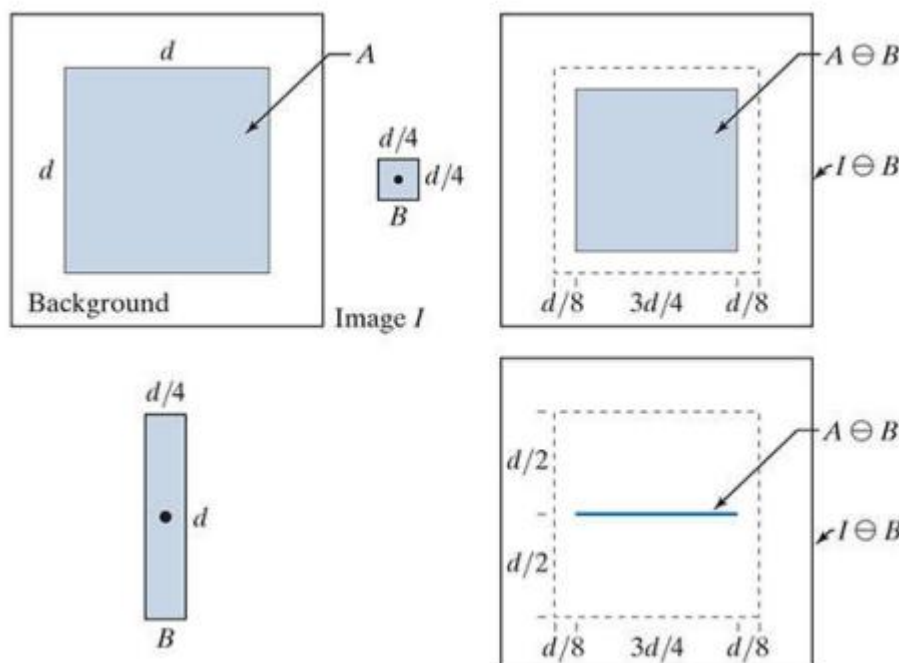 d
A
d
d/4
d/4
B
Background
Image I
A ⊖ B
I ⊖ B
d/8 3d/4 d/8
d/4
d
B
d/2
A ⊖ B
I ⊖ B
d/2
d/8 3d/4 d/8